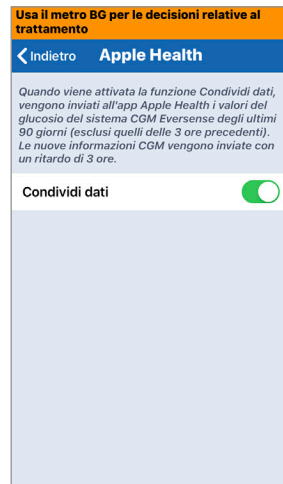 Usa il metro BG per le decisioni relative al
trattamento
Indietro Apple Health
Quando viene attivata la funzione Condividi dati,
vengono inviati all'app Apple Health i valori del
glucosio del sistema CGM Eversense degli ultimi
90 giorni (esclusi quelli delle 3 ore precedenti).
Le nuove informazioni CGM vengono inviate con
un ritardo di 3 ore.
Condividi dati